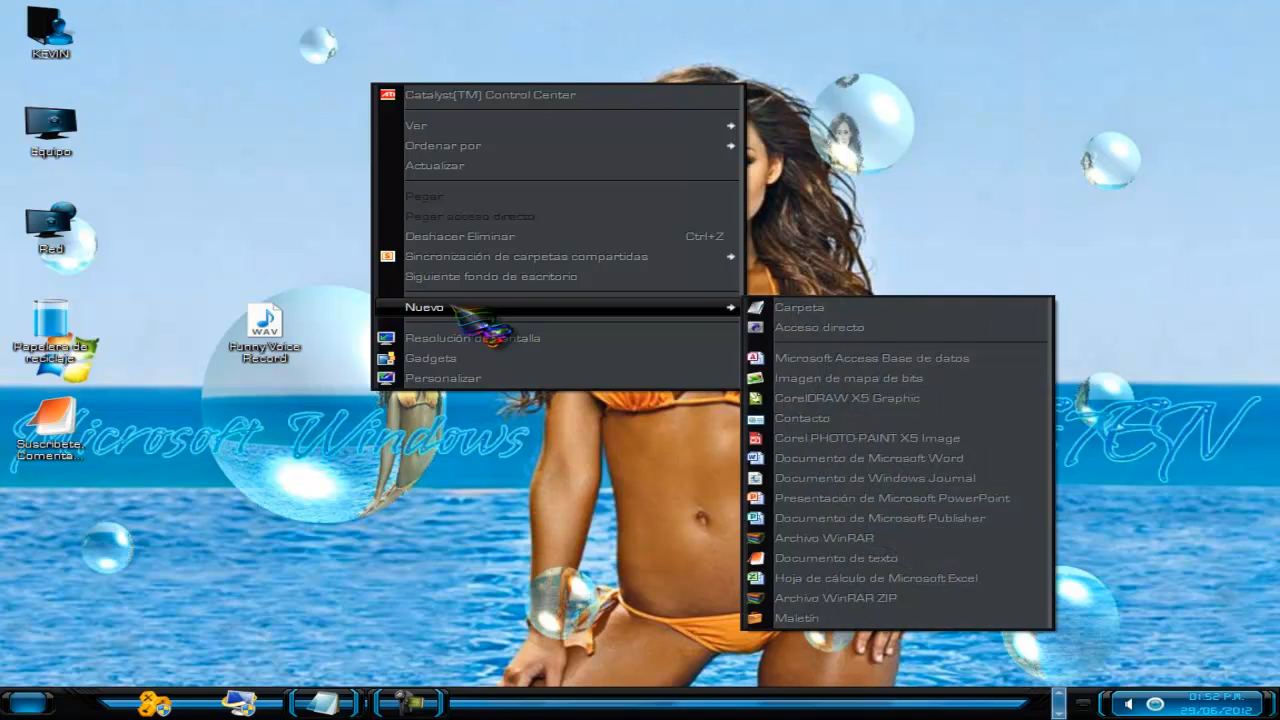 KEVIN
Equipo
Red
Papelera de
reciclaje
Suscribete,
Comenta...
Funny Voice
Record
Catalyst(TM) Control Center
Ver
Ordenar por
Actualizar
Pegar
Pegar acceso directo
Deshacer Eliminar Ctrl+Z
Sincronización de carpetas compartidas
Siguiente fondo de escritorio
Nuevo
Resolución de pantalla
Gadgets
Personalizar
Carpeta
Acceso directo
Microsoft Access Base de datos
Imagen de mapa de bits
CorelDRAW X5 Graphic
Contacto
Corel PHOTO-PAINT X5 Image
Documento de Microsoft Word
Documento de Windows Journal
Presentación de Microsoft PowerPoint
Documento de Microsoft Publisher
Archivo WinRAR
Documento de texto
Hoja de cálculo de Microsoft Excel
Archivo WinRAR ZIP
Maletín
Microsoft Windows
01:52 P.M.
29/06/2012